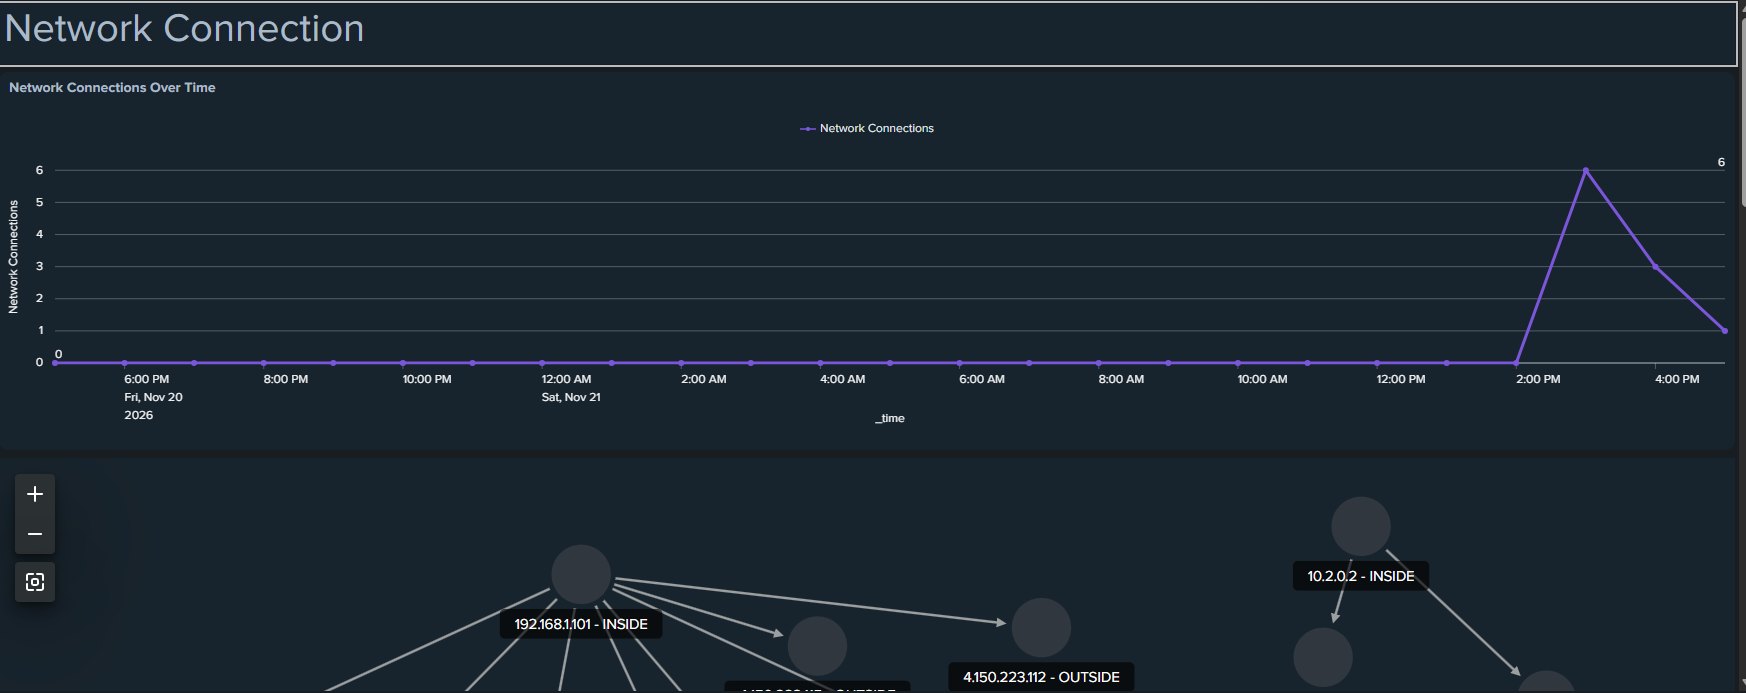 Network Connection
Network Connections Over Time
Network Connections
6
6
5
4
3
2
1
0
0
Network Connections
6:00 PM
Fri, Nov 20
2026
8:00 PM
10:00 PM
12:00 AM
Sat, Nov 21
2:00 AM
4:00 AM
6:00 AM
8:00 AM
10:00 AM
12:00 PM
2:00 PM
4:00 PM
_time
10.2.0.2 - INSIDE
192.168.1.101 - INSIDE
4.150.223.112 - OUTSIDE